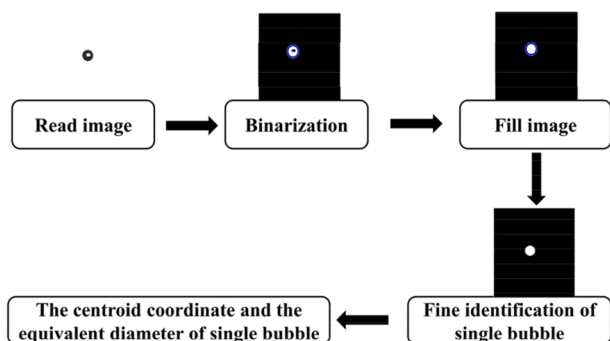 Read image
Binarization
Fill image
Fine identification of
single bubble
The centroid coordinate and the
equivalent diameter of single bubble